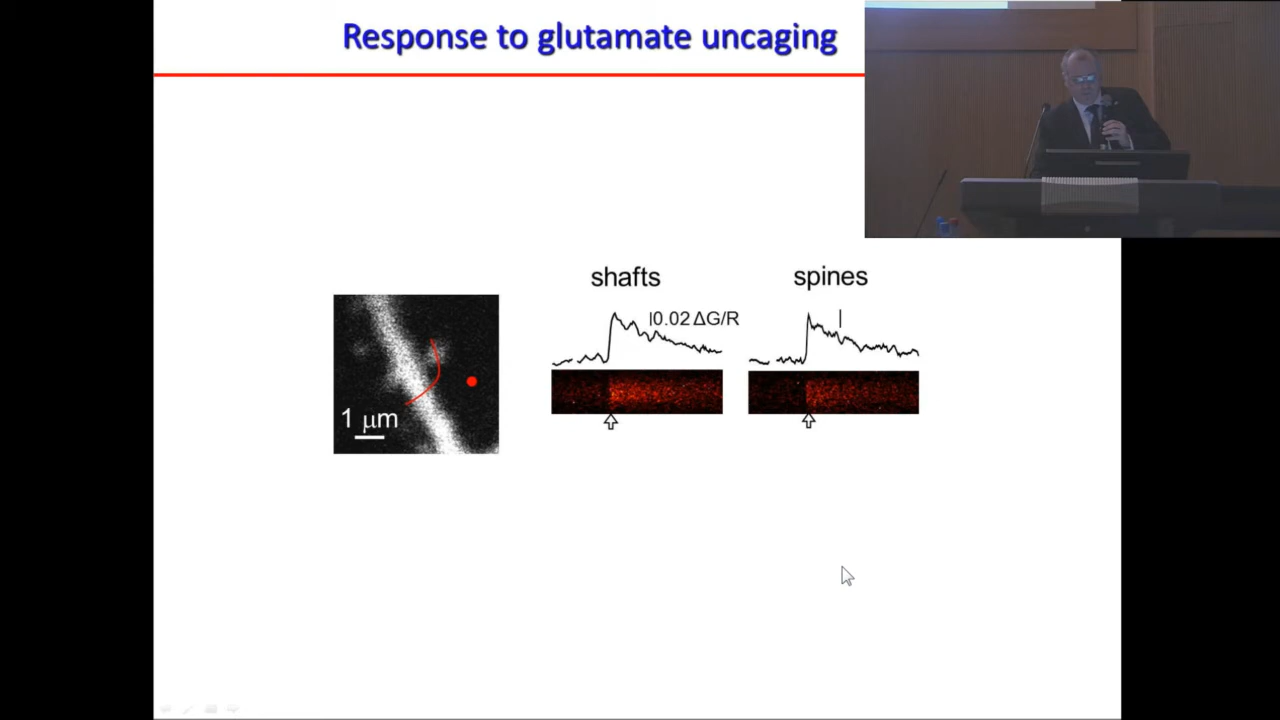 Response to glutamate uncaging
shafts
spines
0.02 ΔG/R
1 μm